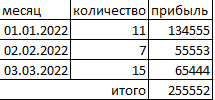 месяц количество прибыль
01.01.2022 11 134555
02.02.2022 7 55553
03.03.2022 15 65444
итого 255552